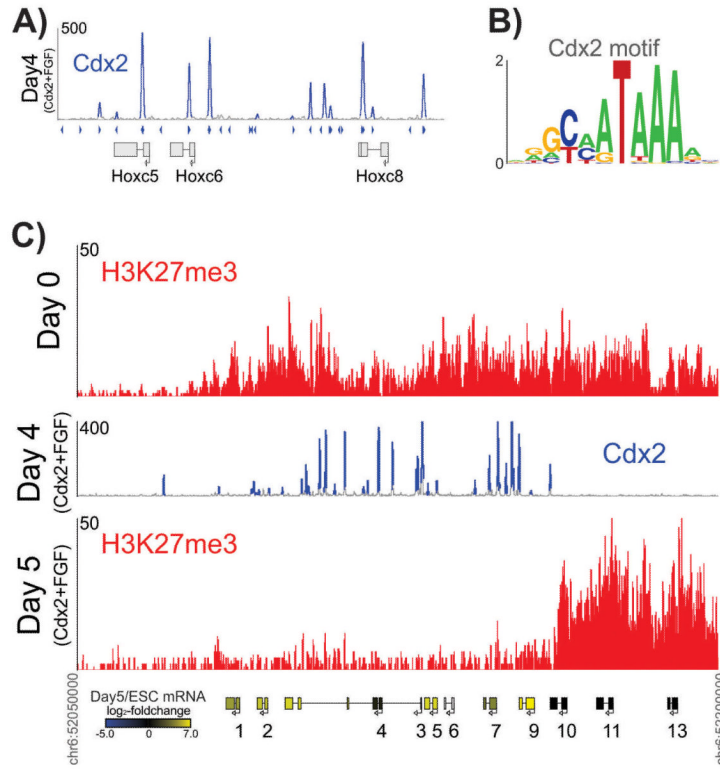 A)
500
Cdx2
Day4
(Cdx2+FGF)
Hoxc5
Hoxc6
Hoxc8
B)
Cdx2 motif
2
0
C)
50
H3K27me3
Day 0
400
Cdx2
Day 4
(Cdx2+FGF)
50
H3K27me3
Day 5
(Cdx2+FGF)
chr6:52050000
Day5/ESC mRNA
log₂-foldchange
-5.0 0.0 7.0
1 2 4 3 5 6 7 9 10 11 13